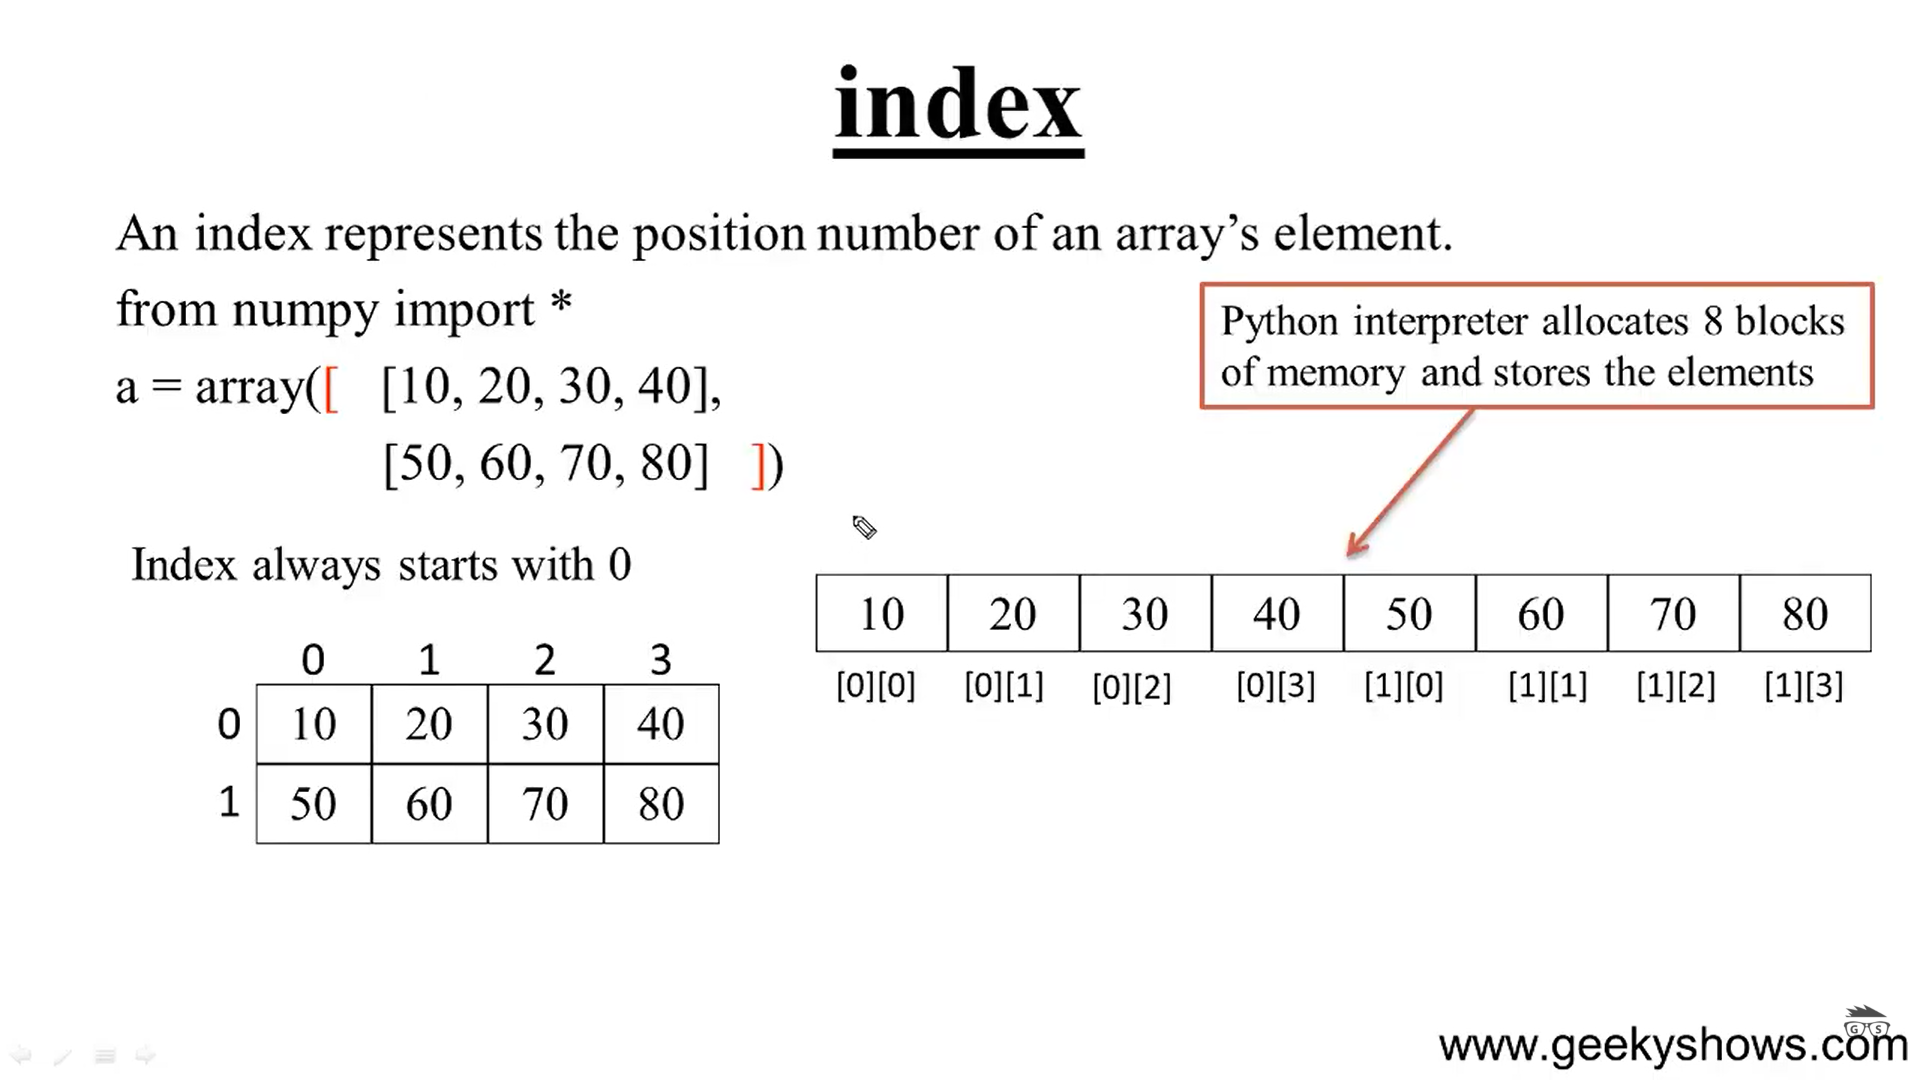 index
An index represents the position number of an array’s element.
from numpy import *
a = array([ [10, 20, 30, 40],
[50, 60, 70, 80] ])
Python interpreter allocates 8 blocks
of memory and stores the elements
Index always starts with 0
0 1 2 3
0 10 20 30 40
1 50 60 70 80
10 20 30 40 50 60 70 80
[0][0] [0][1] [0][2] [0][3] [1][0] [1][1] [1][2] [1][3]
G S
www.geekyshows.com